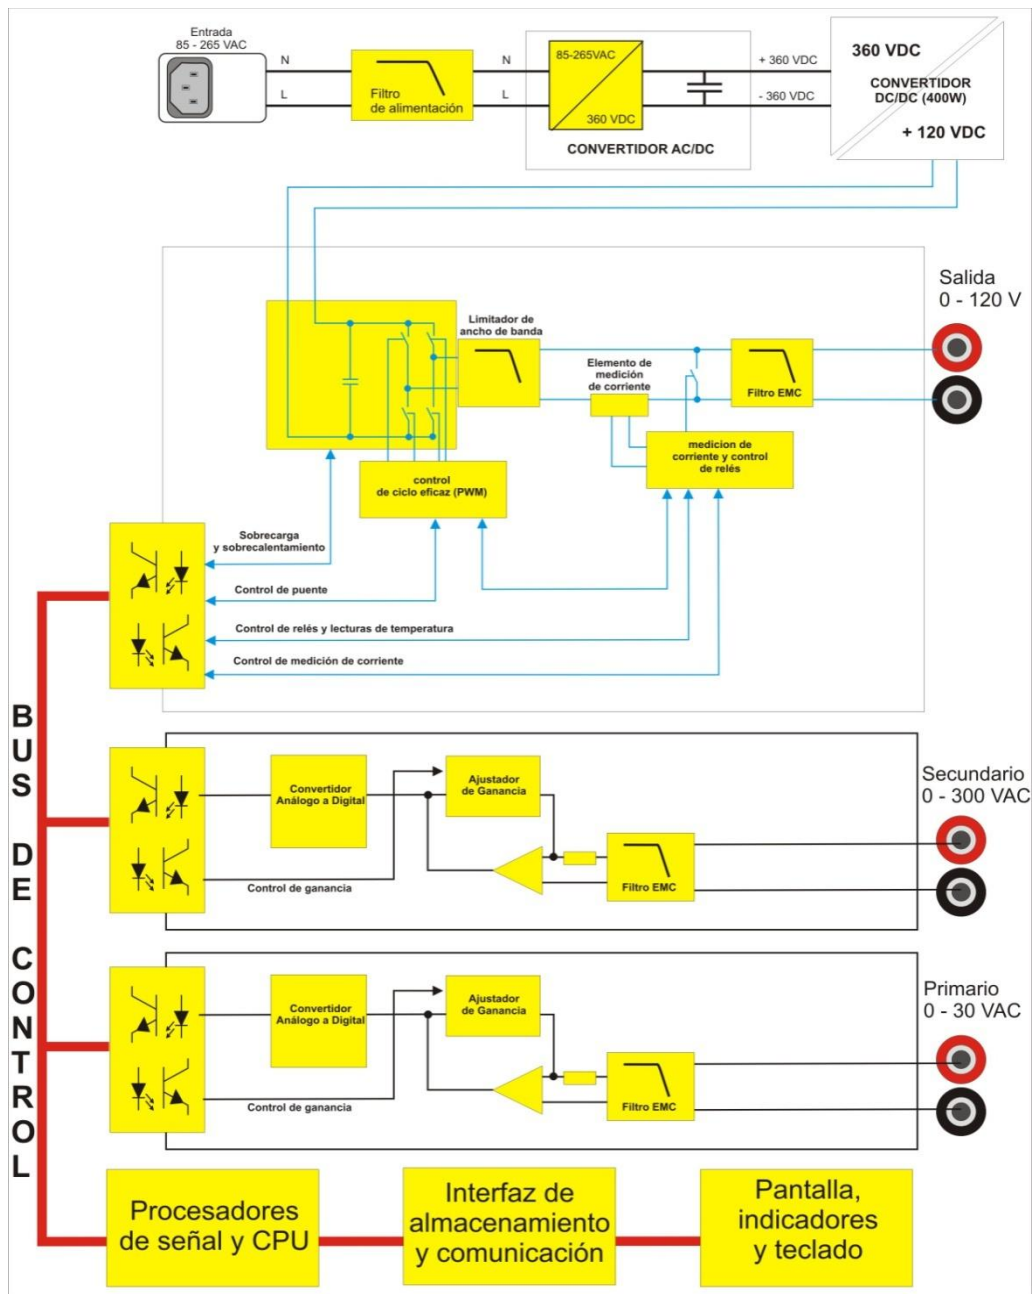 Entrada
85 - 265 VAC
N
L
Filtro
de alimentación
N
L
85-265VAC
360 VDC
CONVERTIDOR AC/DC
+ 360 VDC
- 360 VDC
360 VDC
CONVERTIDOR
DC/DC (400W)
+ 120 VDC
Salida
0 - 120 V
Limitador de
ancho de banda
Elemento de
medición
de corriente
Filtro EMC
medicion de
corriente y control
de relés
control
de ciclo eficaz (PWM)
Sobrecarga
y sobrecalentamiento
Control de puente
Control de relés y lecturas de temperatura
Control de medición de corriente
BUS DE CONTROL
Convertidor
Análogo a Digital
Ajustador
de Ganancia
Control de ganancia
Filtro EMC
Secundario
0 - 300 VAC
Convertidor
Análogo a Digital
Ajustador
de Ganancia
Control de ganancia
Filtro EMC
Primario
0 - 30 VAC
Procesadores
de señal y CPU
Interfaz de
almacenamiento
y comunicación
Pantalla,
indicadores
y teclado